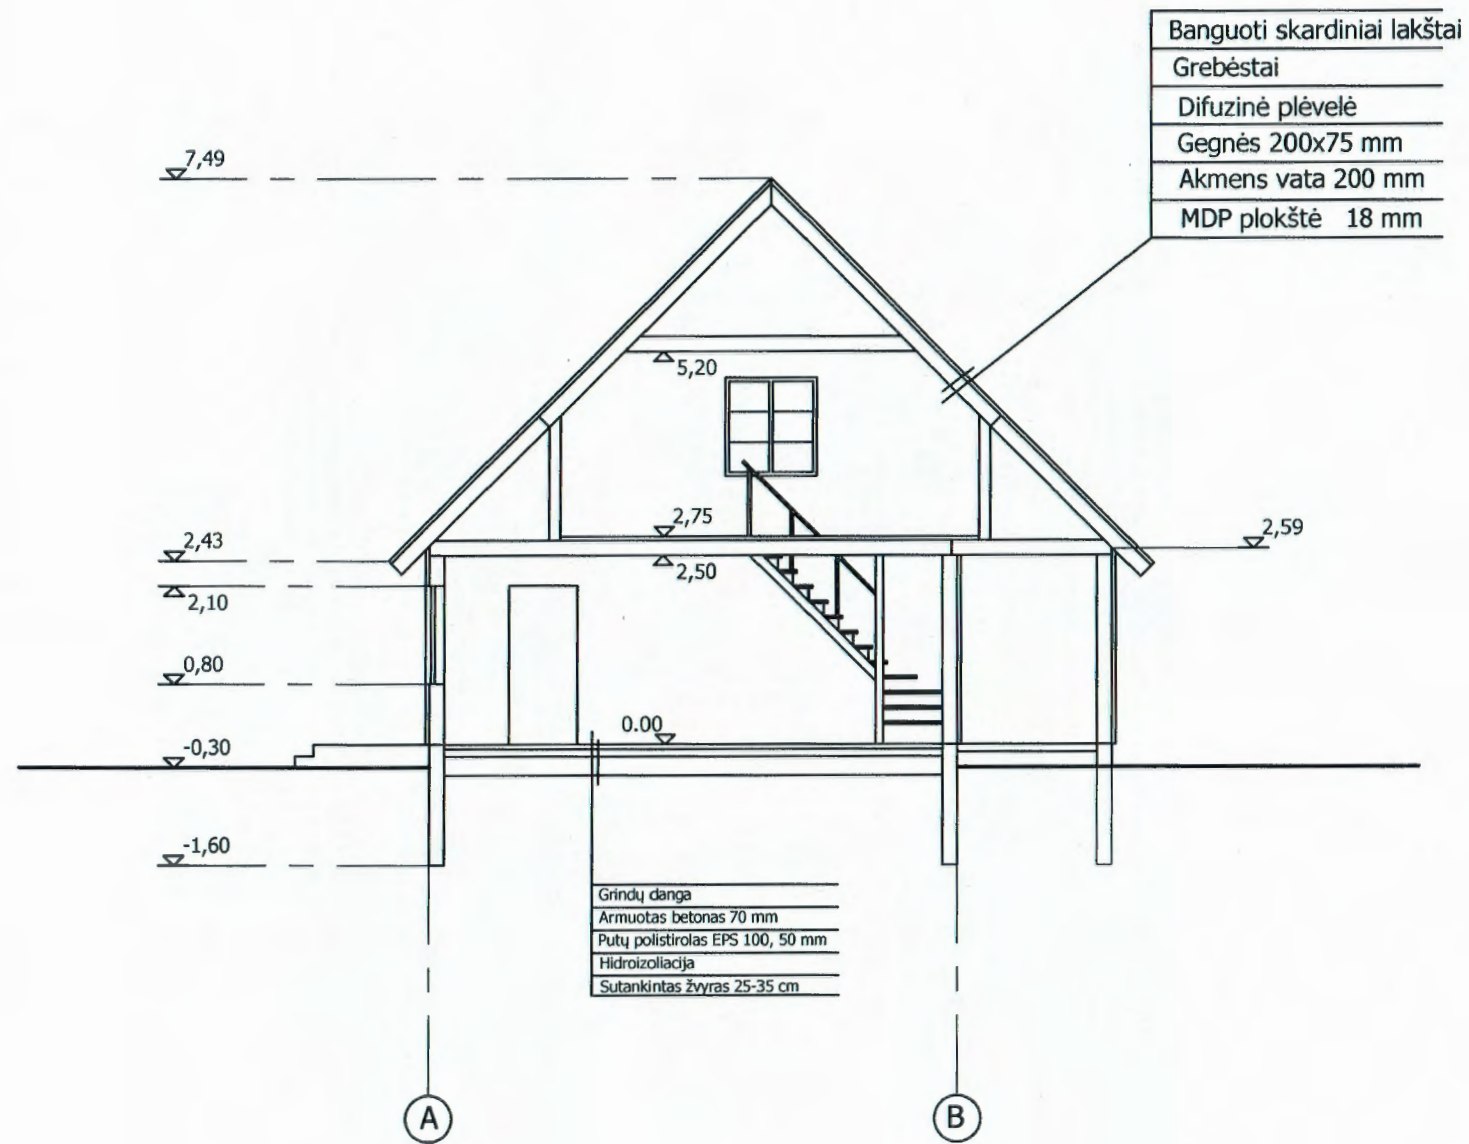 Banguoti skardiniai lakštai
Grebėstai
Difuzinė plėvelė
Gegnės 200x75 mm
Akmens vata 200 mm
MDP plokštė 18 mm
7,49
5,20
2,75
2,59
2,43
2,50
2,10
0,80
0.00
-0,30
-1,60
Grindų danga
Armuotas betonas 70 mm
Putų polistirolas EPS 100, 50 mm
Hidroizoliacija
Sutankintas žvyras 25-35 cm
A
B